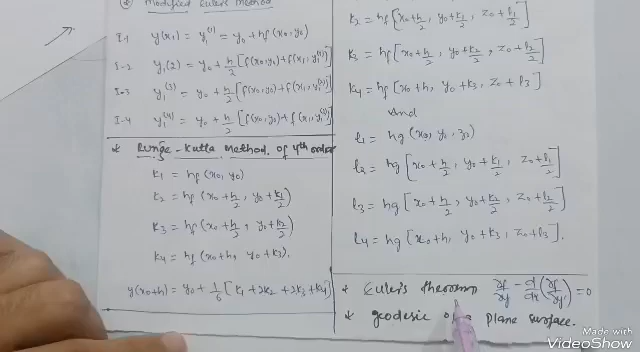 * Modified Euler's Method
I-1 y(x₁) = y₁⁽¹⁾ = y₀ + hf(x₀, y₀)
I-2 y₁(2) = y₀ + h/2 [f(x₀, y₀) + f(x₁, y₁⁽¹⁾)]
I-3 y₁⁽³⁾ = y₀ + h/2 [f(x₀, y₀) + f(x₁, y₁⁽²⁾)]
I-4 y₁⁽⁴⁾ = y₀ + h/2 [f(x₀, y₀) + f(x₁, y₁⁽³⁾)]
* Runge-Kutta Method of 4th order
K₁ = hf(x₀, y₀)
K₂ = hf(x₀ + h/2, y₀ + K₁/2)
K₃ = hf(x₀ + h/2, y₀ + K₂/2)
K₄ = hf(x₀+h, y₀ + K₃).
y(x₀+h) = y₀ + 1/6 [K₁ + 2K₂ + 2K₃ + K₄]
K₂ = hf[x₀ + h/2, y₀ + K₁/2, z₀ + l₁/2]
K₃ = hf[x₀ + h/2, y₀ + K₂/2, z₀ + l₂/2]
K₄ = hf[x₀ + h, y₀ + K₃, z₀ + l₃]
And
l₁ = hg(x₀, y₀, z₀)
l₂ = hg[x₀ + h/2, y₀ + K₁/2, z₀ + l₁/2]
l₃ = hg[x₀ + h/2, y₀ + K₂/2, z₀ + l₂/2]
l₄ = hg[x₀ + h, y₀ + K₃, z₀ + l₃].
* Euler's theorem ∂f/∂y - d/dx (∂f/∂y') = 0
* geodesic of a plane surface.
Made With
VideoShow